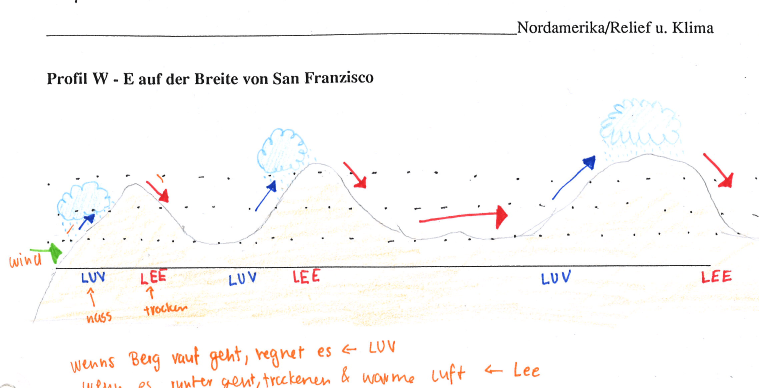 Nordamerika/Relief u. Klima
Profil W - E auf der Breite von San Franzisco
wind
LUV LEE LUV LEE LUV LEE
nass trocken
wenns Berg rauf geht, regnet es ← LUV
wenn es runter geht, trockenen & warme Luft ← Lee